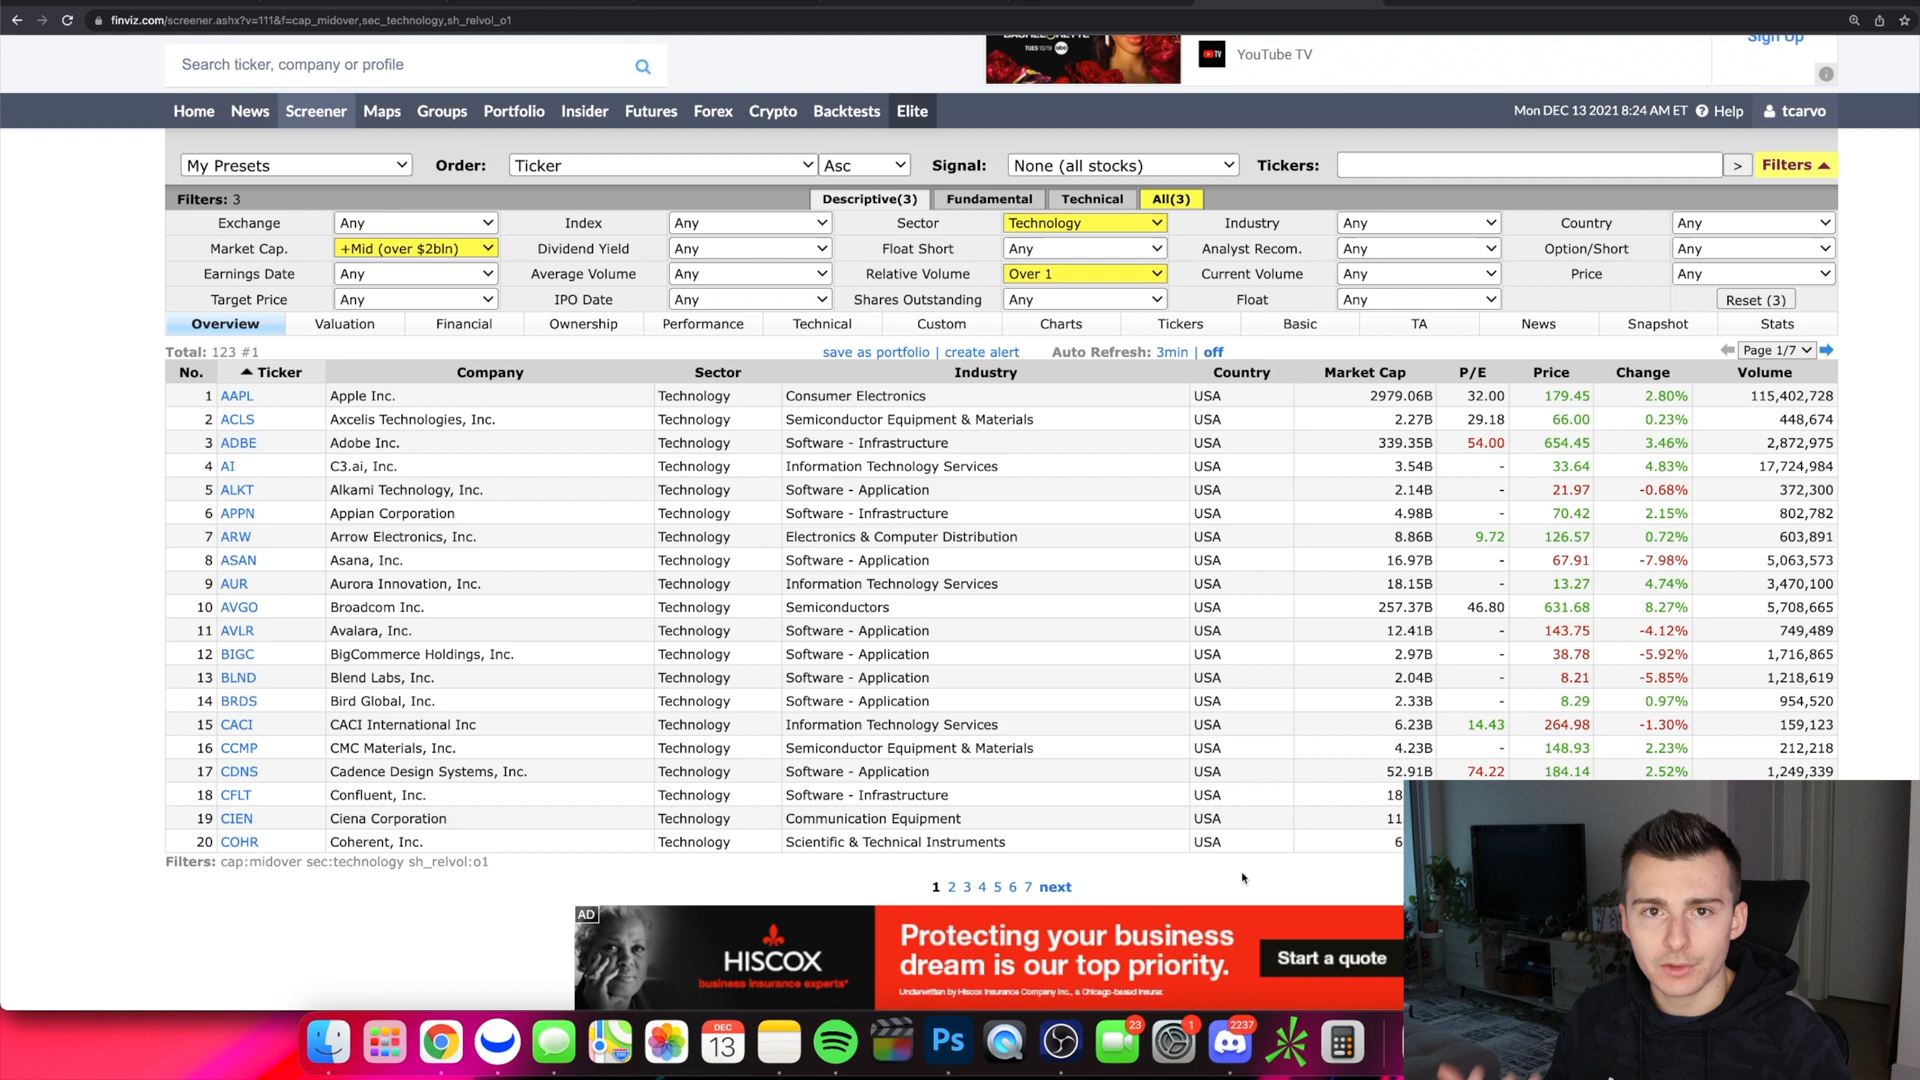 finviz.com/screener.ashx?v=111&f=cap_midover,sec_technology,sh_relvol_o1
TUES 10/19 abc
YouTube TV
Sign Up
Search ticker, company or profile
Home News Screener Maps Groups Portfolio Insider Futures Forex Crypto Backtests Elite Mon DEC 13 2021 8:24 AM ET Help tcarvo
My Presets Order: Ticker Asc Signal: None (all stocks) Tickers: > Filters
Filters: 3 Descriptive(3) Fundamental Technical All(3)
Exchange Any Index Any Sector Technology Industry Any Country Any
Market Cap. +Mid (over $2bln) Dividend Yield Any Float Short Any Analyst Recom. Any Option/Short Any
Earnings Date Any Average Volume Any Relative Volume Over 1 Current Volume Any Price Any
Target Price Any IPO Date Any Shares Outstanding Any Float Any Reset (3)
Overview Valuation Financial Ownership Performance Technical Custom Charts Tickers Basic TA News Snapshot Stats
Total: 123 #1 save as portfolio | create alert Auto Refresh: 3min | off Page 1/7
No. Ticker Company Sector Industry Country Market Cap P/E Price Change Volume
1 AAPL Apple Inc. Technology Consumer Electronics USA 2979.06B 32.00 179.45 2.80% 115,402,728
2 ACLS Axcelis Technologies, Inc. Technology Semiconductor Equipment & Materials USA 2.27B 29.18 66.00 0.23% 448,674
3 ADBE Adobe Inc. Technology Software - Infrastructure USA 339.35B 54.00 654.45 3.46% 2,872,975
4 AI C3.ai, Inc. Technology Information Technology Services USA 3.54B - 33.64 4.83% 17,724,984
5 ALKT Alkami Technology, Inc. Technology Software - Application USA 2.14B - 21.97 -0.68% 372,300
6 APPN Appian Corporation Technology Software - Infrastructure USA 4.98B - 70.42 2.15% 802,782
7 ARW Arrow Electronics, Inc. Technology Electronics & Computer Distribution USA 8.86B 9.72 126.57 0.72% 603,891
8 ASAN Asana, Inc. Technology Software - Application USA 16.97B - 67.91 -7.98% 5,063,573
9 AUR Aurora Innovation, Inc. Technology Information Technology Services USA 18.15B - 13.27 4.74% 3,470,100
10 AVGO Broadcom Inc. Technology Semiconductors USA 257.37B 46.80 631.68 8.27% 5,708,665
11 AVLR Avalara, Inc. Technology Software - Application USA 12.41B - 143.75 -4.12% 749,489
12 BIGC BigCommerce Holdings, Inc. Technology Software - Application USA 2.97B - 38.78 -5.92% 1,716,865
13 BLND Blend Labs, Inc. Technology Software - Application USA 2.04B - 8.21 -5.85% 1,218,619
14 BRDS Bird Global, Inc. Technology Software - Application USA 2.33B - 8.29 0.97% 954,520
15 CACI CACI International Inc Technology Information Technology Services USA 6.23B 14.43 264.98 -1.30% 159,123
16 CCMP CMC Materials, Inc. Technology Semiconductor Equipment & Materials USA 4.23B - 148.93 2.23% 212,218
17 CDNS Cadence Design Systems, Inc. Technology Software - Application USA 52.91B 74.22 184.14 2.52% 1,249,339
18 CFLT Confluent, Inc. Technology Software - Infrastructure USA 18
19 CIEN Ciena Corporation Technology Communication Equipment USA 11
20 COHR Coherent, Inc. Technology Scientific & Technical Instruments USA 6
Filters: cap:midover sec:technology sh_relvol:o1
1 2 3 4 5 6 7 next
AD
HISCOX
business insurance experts
Protecting your business
dream is our top priority.
Underwritten by Hiscox Insurance Company Inc., a Chicago-based insurer.
Start a quote
DEC
13
Ps
23
1
2237